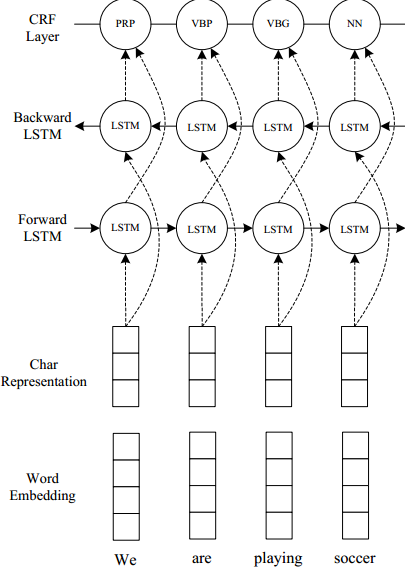 CRF
Layer
PRP VBP VBG NN
Backward
LSTM
LSTM LSTM LSTM LSTM
Forward
LSTM
LSTM LSTM LSTM LSTM
Char
Representation
Word
Embedding
We are playing soccer